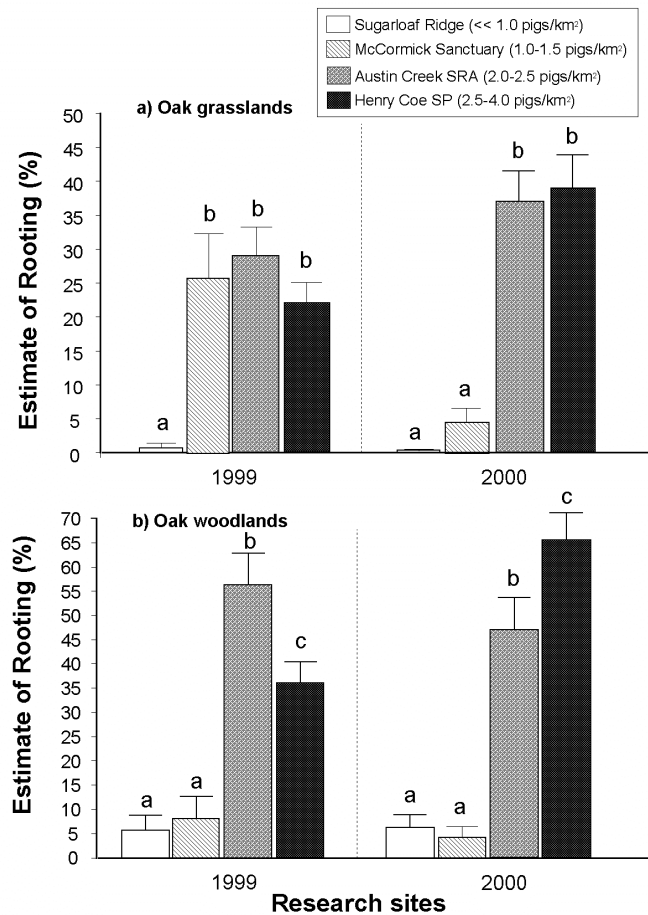 Sugarloaf Ridge (<< 1.0 pigs/km²)
McCormick Sanctuary (1.0-1.5 pigs/km²)
Austin Creek SRA (2.0-2.5 pigs/km²)
Henry Coe SP (2.5-4.0 pigs/km²)
a) Oak grasslands
Estimate of Rooting (%)
50
45
40
35
30
25
20
15
10
5
0
a
b
b
b
a
a
b
b
1999
2000
b) Oak woodlands
Estimate of Rooting (%)
70
65
60
55
50
45
40
35
30
25
20
15
10
5
0
a
a
b
c
a
a
b
c
1999
2000
Research sites